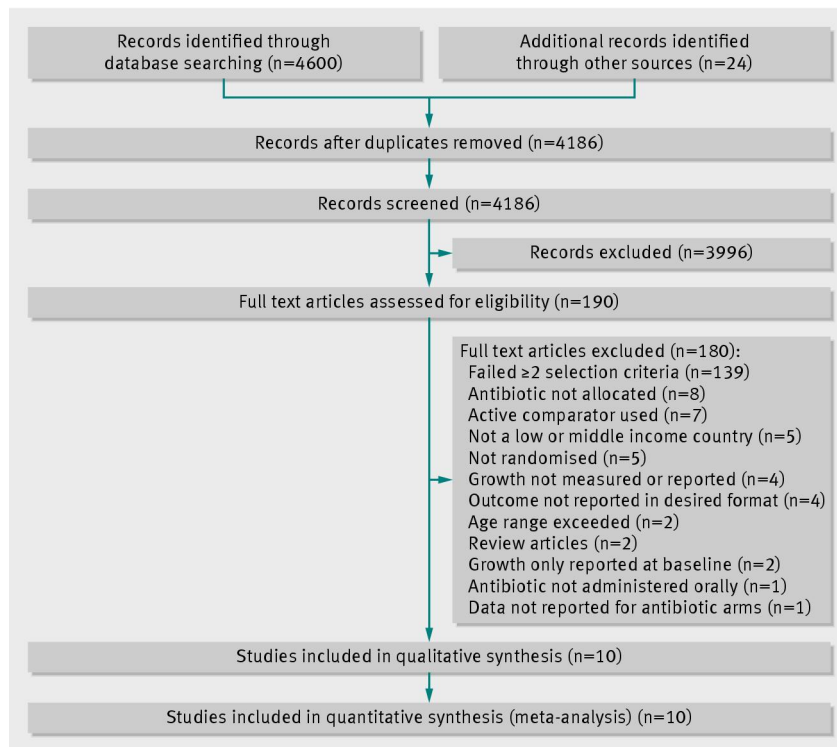 Records identified through
database searching (n=4600)
Additional records identified
through other sources (n=24)
Records after duplicates removed (n=4186)
Records screened (n=4186)
Records excluded (n=3996)
Full text articles assessed for eligibility (n=190)
Full text articles excluded (n=180):
Failed ≥2 selection criteria (n=139)
Antibiotic not allocated (n=8)
Active comparator used (n=7)
Not a low or middle income country (n=5)
Not randomised (n=5)
Growth not measured or reported (n=4)
Outcome not reported in desired format (n=4)
Age range exceeded (n=2)
Review articles (n=2)
Growth only reported at baseline (n=2)
Antibiotic not administered orally (n=1)
Data not reported for antibiotic arms (n=1)
Studies included in qualitative synthesis (n=10)
Studies included in quantitative synthesis (meta-analysis) (n=10)